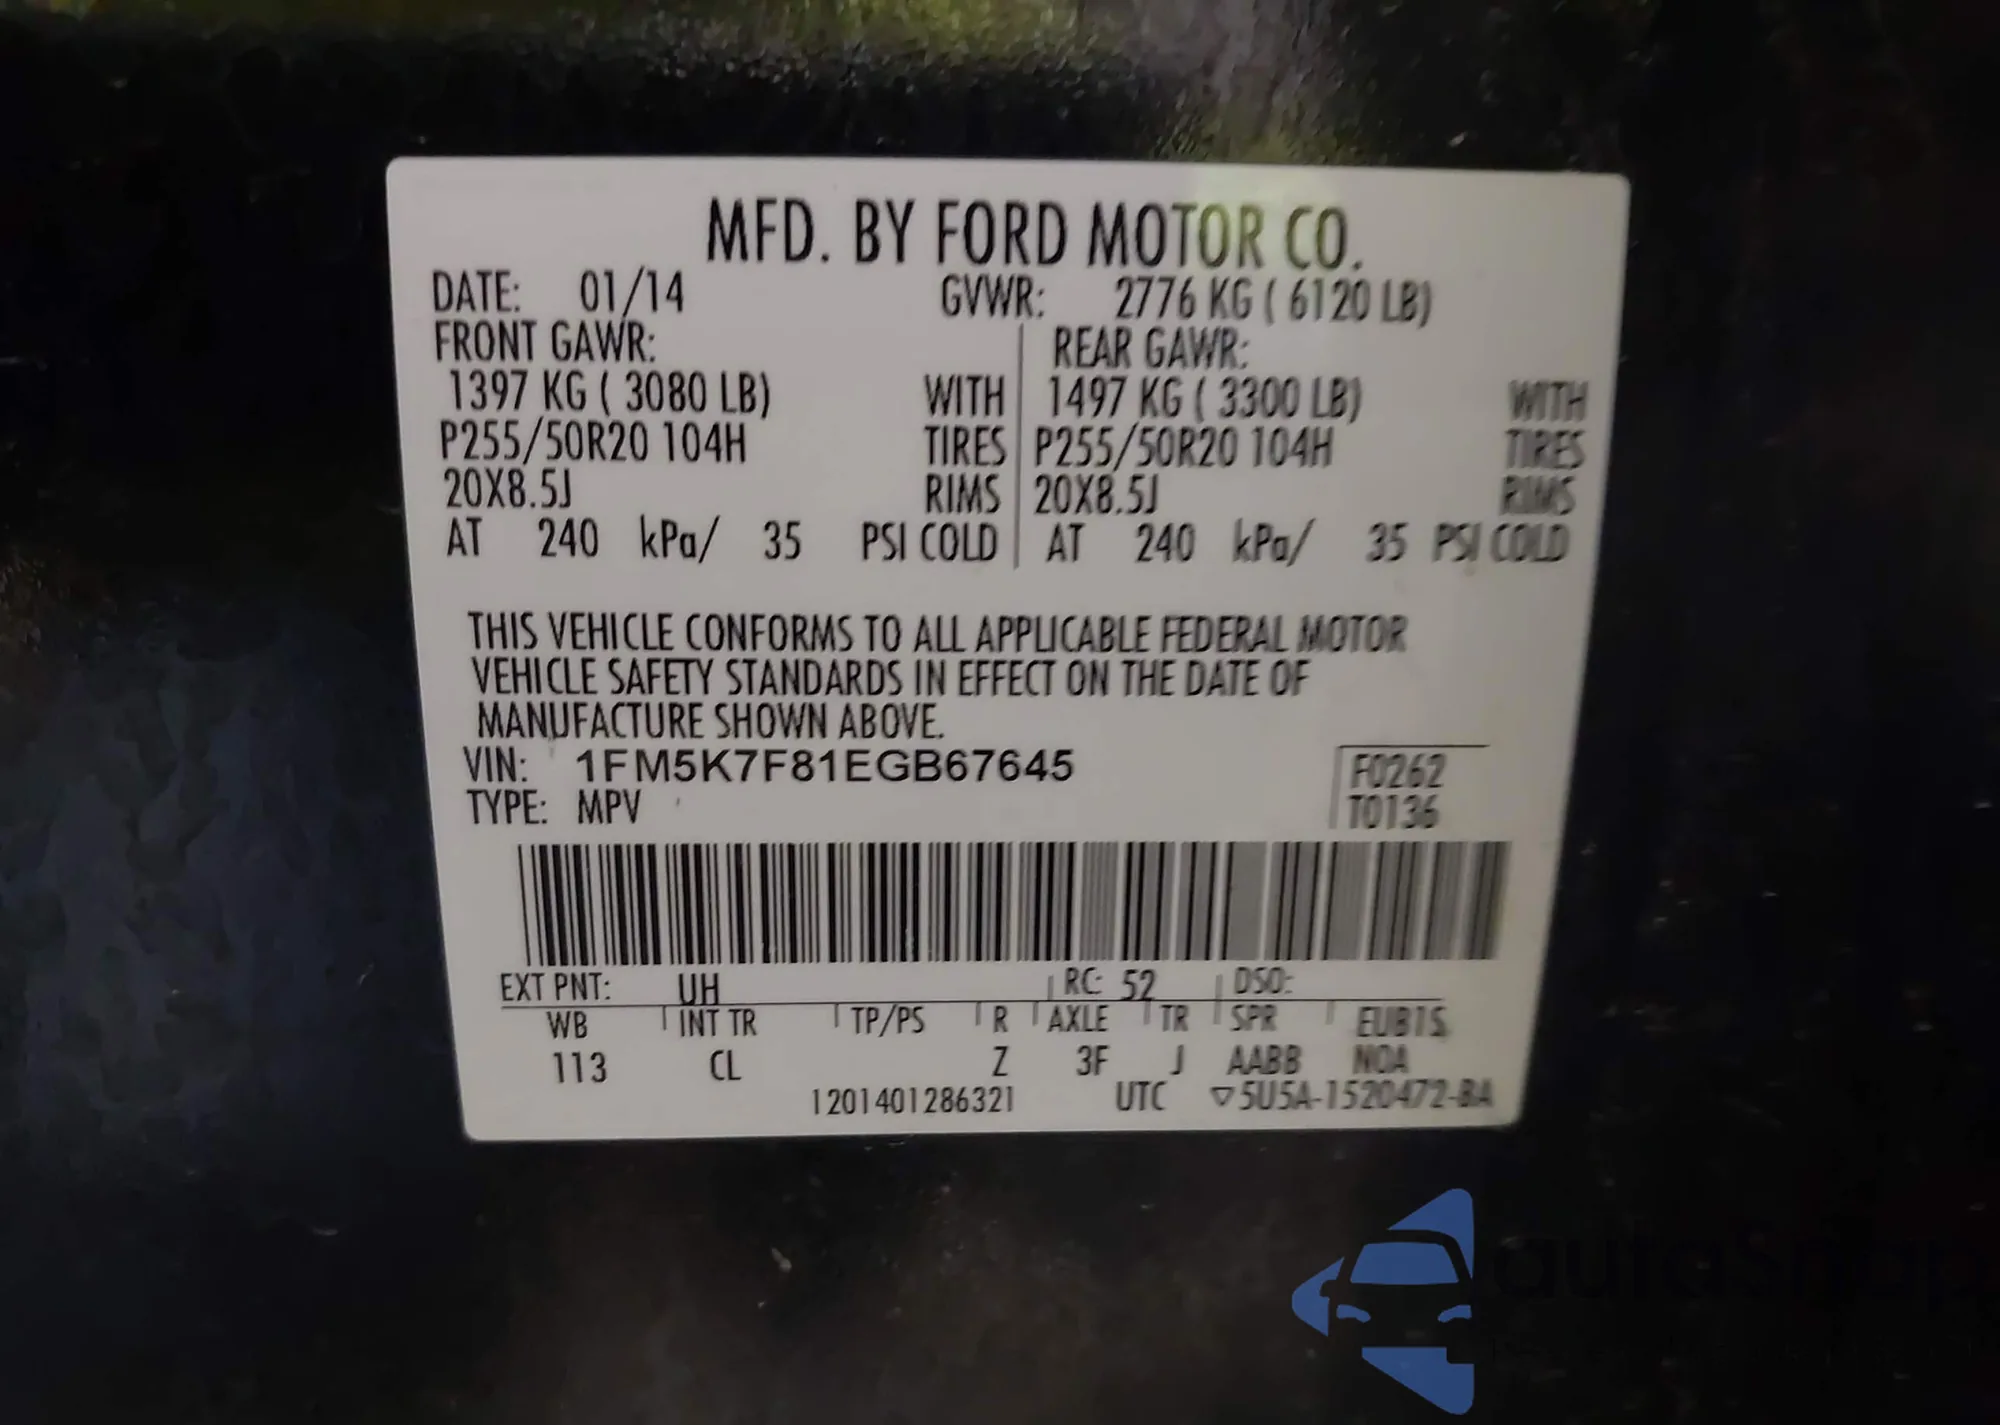 MFD. BY FORD MOTOR CO.
DATE: 01/14 GVWR: 2776 KG ( 6120 LB)
FRONT GAWR: REAR GAWR:
1397 KG ( 3080 LB) WITH 1497 KG ( 3300 LB) WITH
P255/50R20 104H TIRES P255/50R20 104H TIRES
20X8.5J RIMS 20X8.5J RIMS
AT 240 kPa/ 35 PSI COLD AT 240 kPa/ 35 PSI COLD
THIS VEHICLE CONFORMS TO ALL APPLICABLE FEDERAL MOTOR
VEHICLE SAFETY STANDARDS IN EFFECT ON THE DATE OF
MANUFACTURE SHOWN ABOVE.
VIN: 1FM5K7F81EGB67645 F0262
TYPE: MPV T0136
EXT PNT: UH RC: 52 DSO:
WB INT TR TP/PS R AXLE TR SPR EUBTS
113 CL Z 3F J AABB NOA
1201401286321 UTC ▽5U5A-1520472-BA
autoSnap